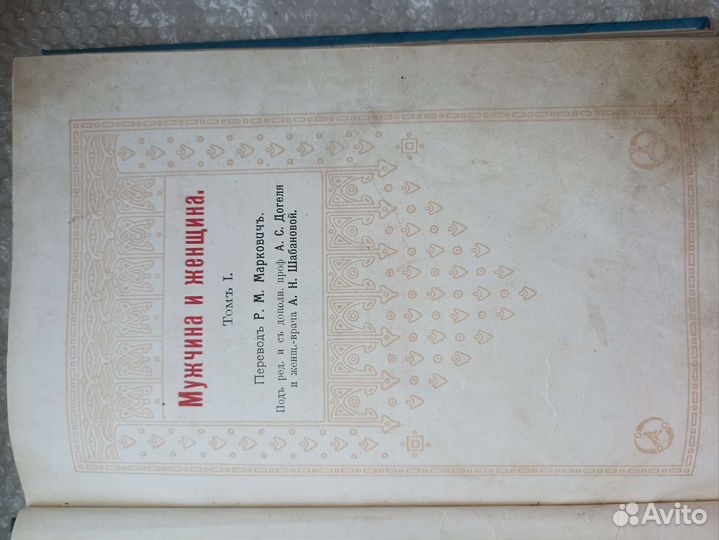 Мужчина и женщина.
Томъ I.
Переводъ Р. М. Марковичъ.
Подъ ред. и съ дополн. проф А. С. Догеля
и женщ.-врача А. Н. Шабановой.
Avito